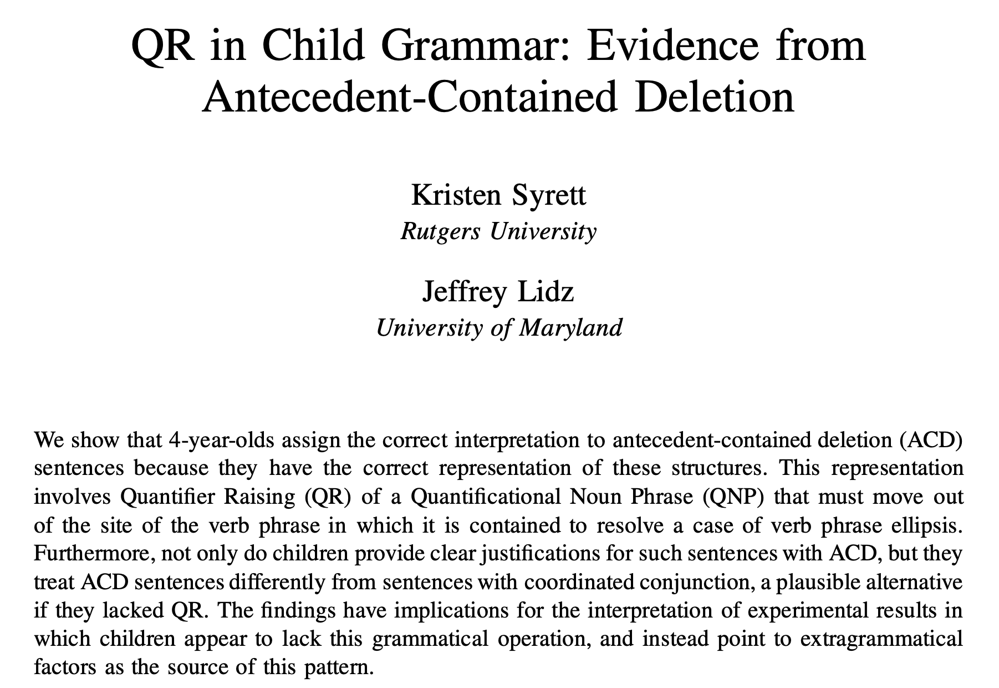 QR in Child Grammar: Evidence from
Antecedent-Contained Deletion
Kristen Syrett
Rutgers University
Jeffrey Lidz
University of Maryland
We show that 4-year-olds assign the correct interpretation to antecedent-contained deletion (ACD)
sentences because they have the correct representation of these structures. This representation
involves Quantifier Raising (QR) of a Quantificational Noun Phrase (QNP) that must move out
of the site of the verb phrase in which it is contained to resolve a case of verb phrase ellipsis.
Furthermore, not only do children provide clear justifications for such sentences with ACD, but they
treat ACD sentences differently from sentences with coordinated conjunction, a plausible alternative
if they lacked QR. The findings have implications for the interpretation of experimental results in
which children appear to lack this grammatical operation, and instead point to extragrammatical
factors as the source of this pattern.